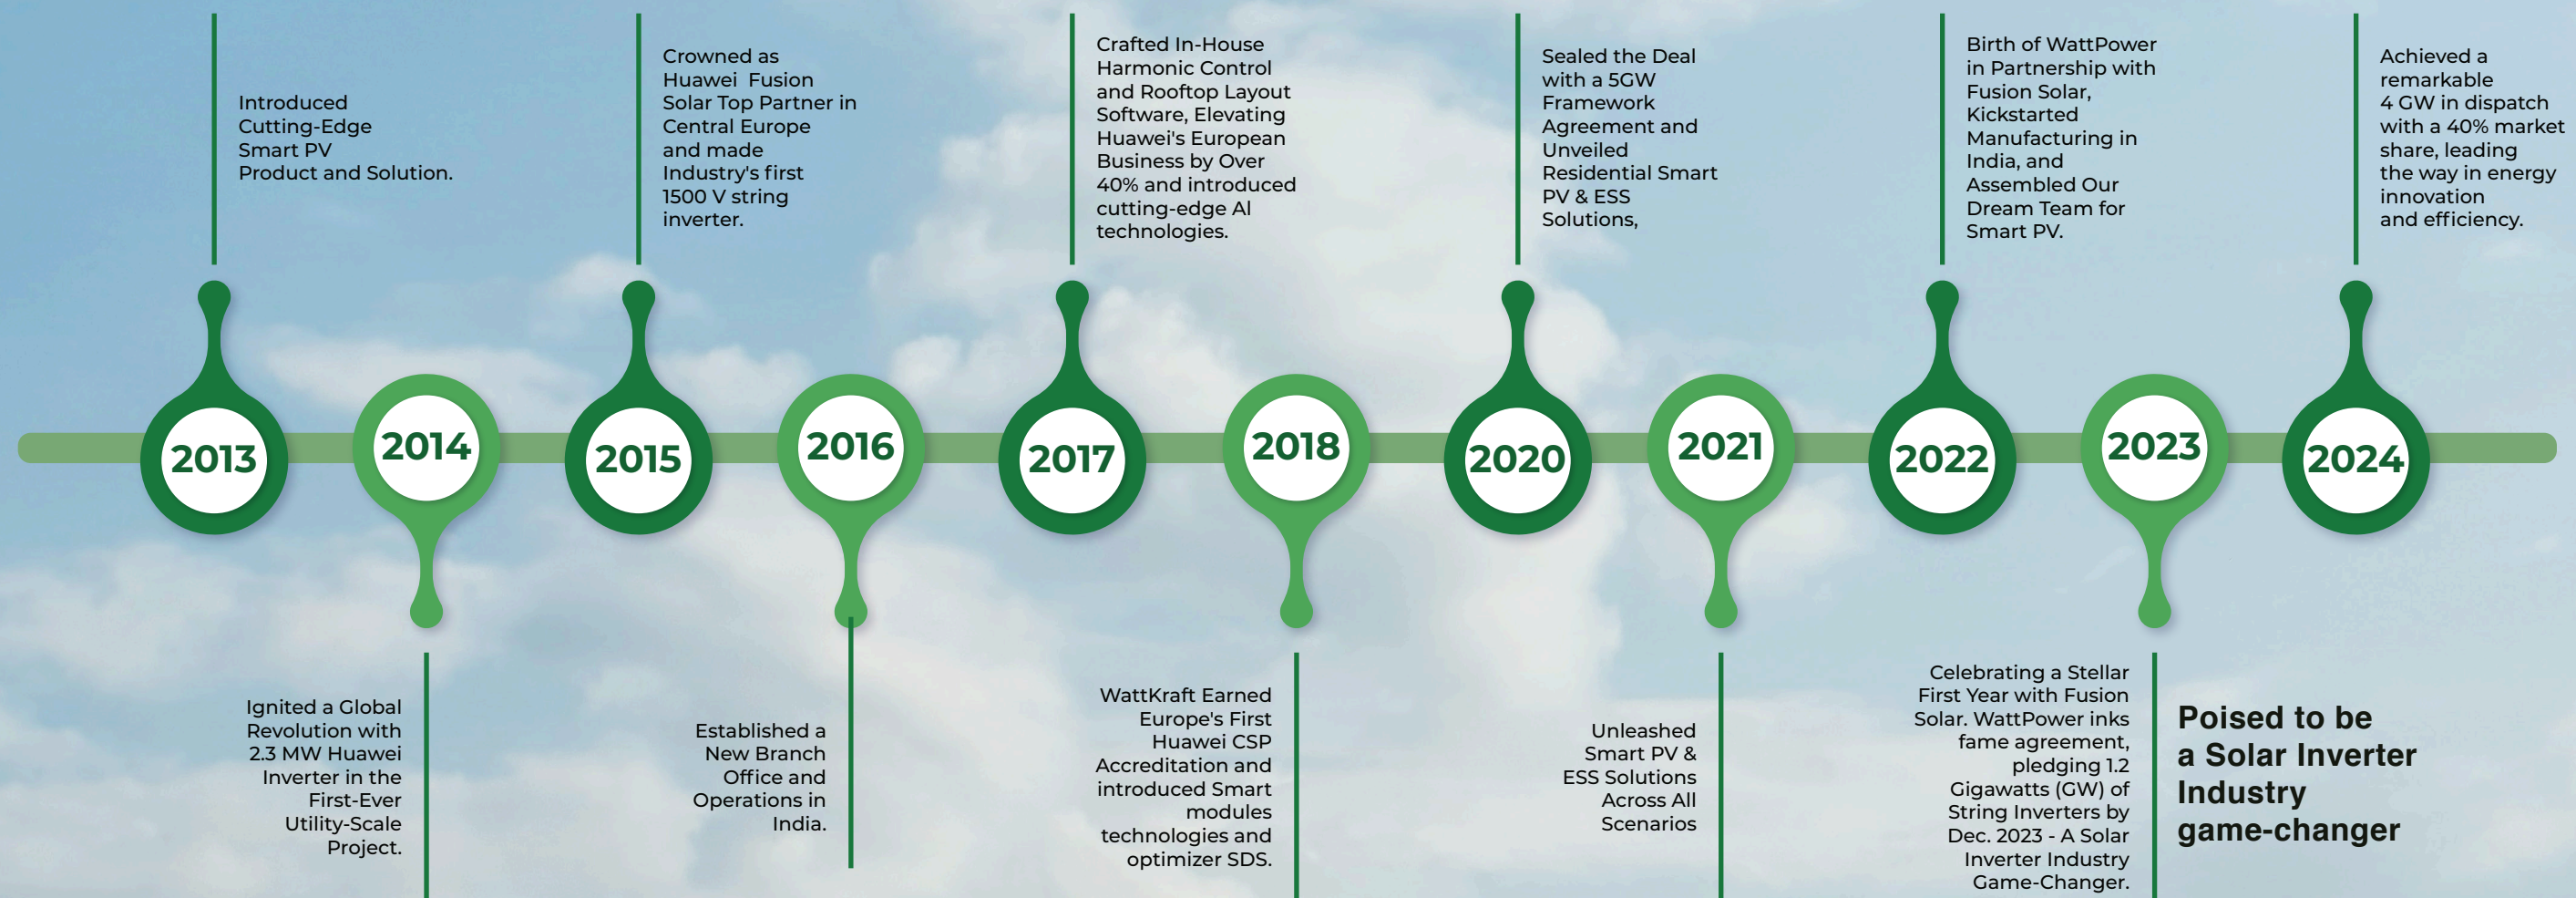 Introduced
Cutting-Edge
Smart PV
Product and Solution.
Crowned as
Huawei  Fusion
Solar Top Partner in
Central Europe
and made
Industry's first
1500 V string
inverter.
Crafted In-House
Harmonic Control
and Rooftop Layout
Software, Elevating
Huawei's European
Business by Over
40% and introduced
cutting-edge Al
technologies.
Sealed the Deal
with a 5GW
Framework
Agreement and
Unveiled
Residential Smart
PV & ESS
Solutions,
Birth of WattPower
in Partnership with
Fusion Solar,
Kickstarted
Manufacturing in
India, and
Assembled Our
Dream Team for
Smart PV.
Achieved a
remarkable
4 GW in dispatch
with a 40% market
share, leading
the way in energy
innovation
and efficiency.
2013
2014
2015
2016
2017
2018
2020
2021
2022
2023
2024
Ignited a Global
Revolution with
2.3 MW Huawei
Inverter in the
First-Ever
Utility-Scale
Project.
Established a
New Branch
Office and
Operations in
India.
WattKraft Earned
Europe's First
Huawei CSP
Accreditation and
introduced Smart
modules
technologies and
optimizer SDS.
Unleashed
Smart PV &
ESS Solutions
Across All
Scenarios
Celebrating a Stellar
First Year with Fusion
Solar. WattPower inks
fame agreement,
pledging 1.2
Gigawatts (GW) of
String Inverters by
Dec. 2023 - A Solar
Inverter Industry
Game-Changer.
Poised to be
a Solar Inverter
Industry
game-changer